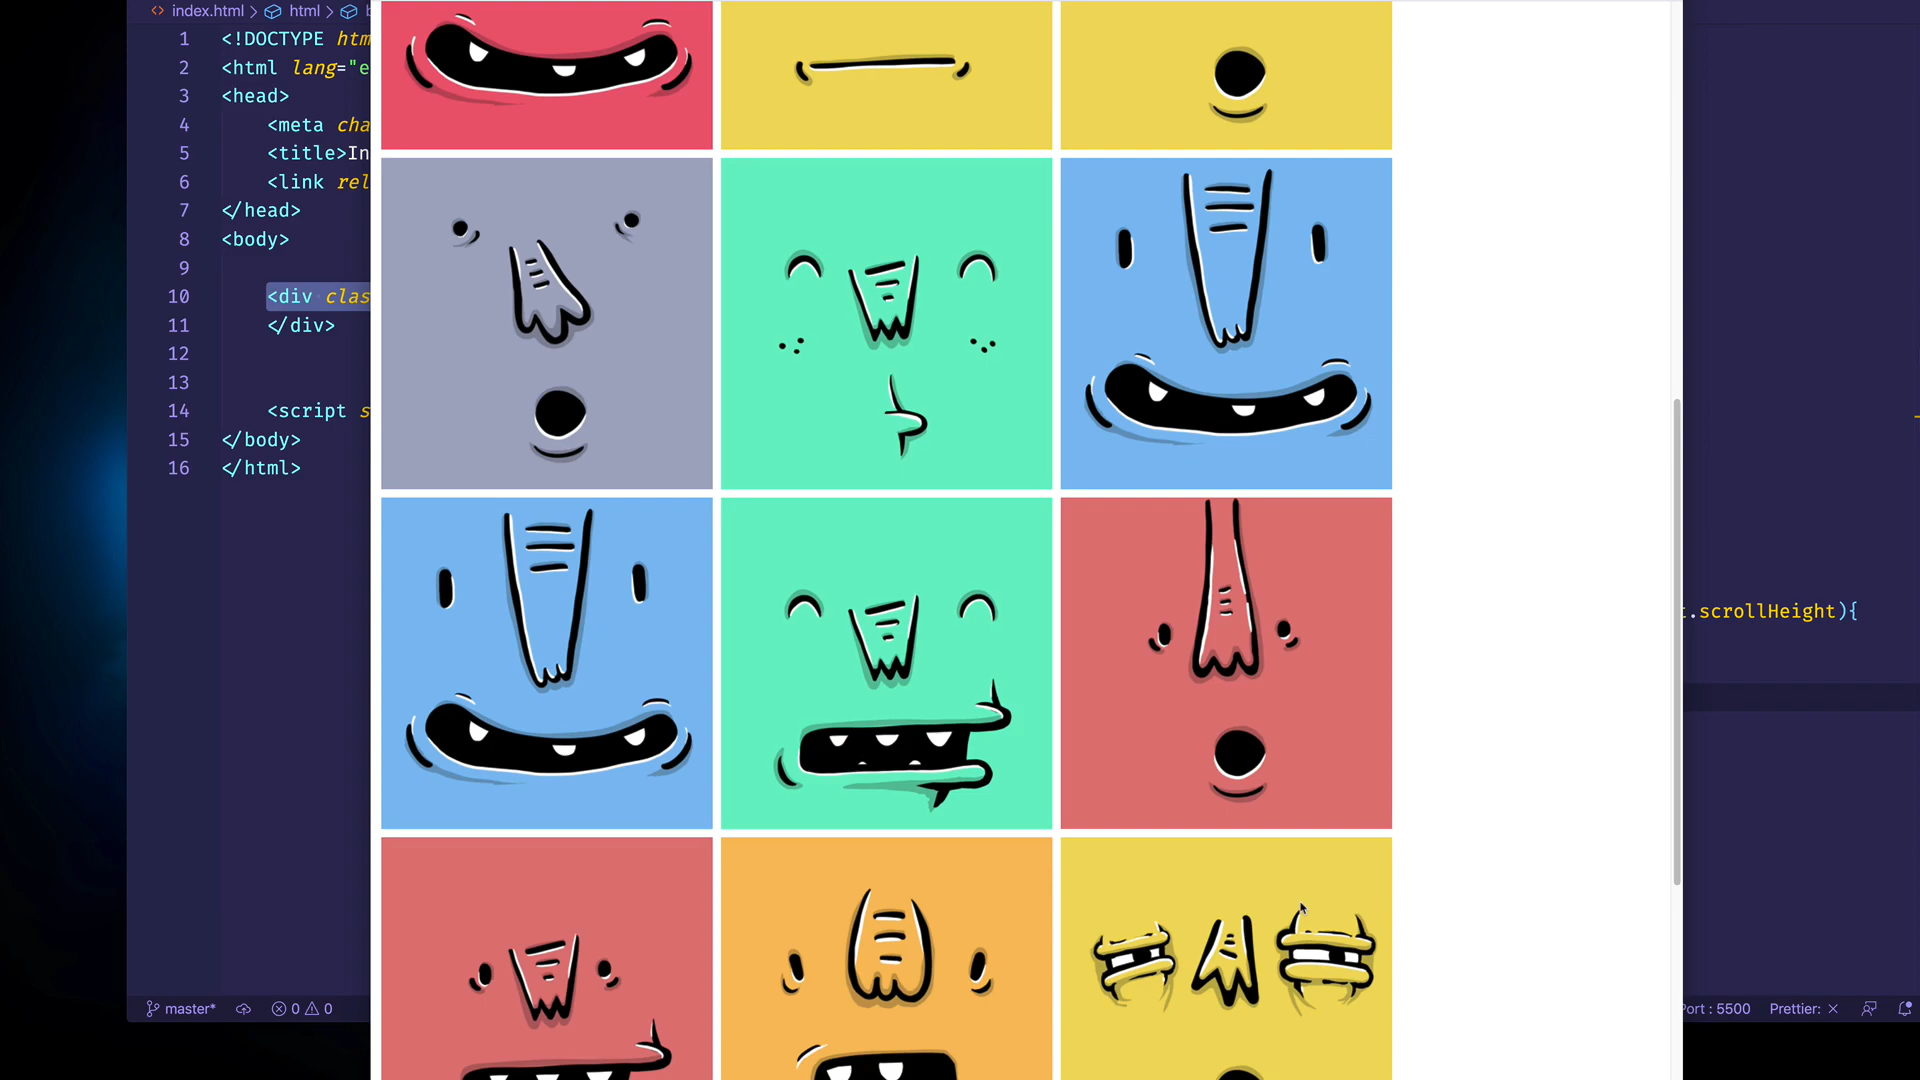 index.html > html > b
1 <!DOCTYPE htm
2 <html lang="e
3 <head>
4 <meta cha
5 <title>In
6 <link rel
7 </head>
8 <body>
9
10 <div clas
11 </div>
12
13
14 <script s
15 </body>
16 </html>
.scrollHeight){
master* 0 0
Port : 5500 Prettier: ×